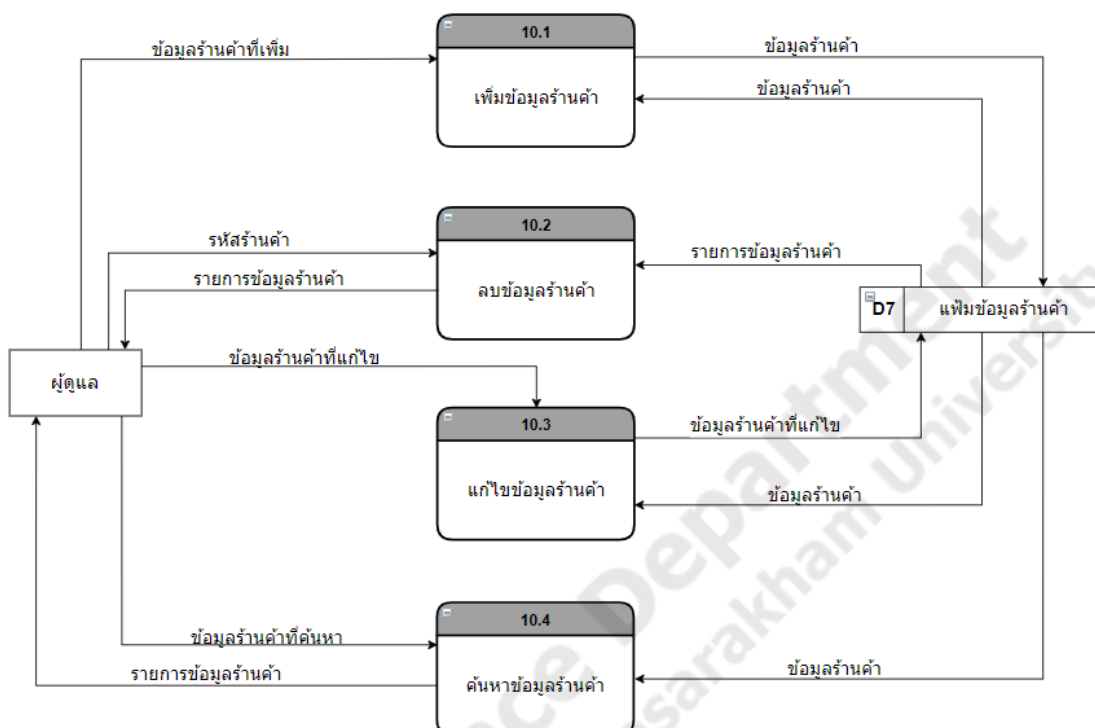 10.1
ข้อมูลร้านค้าที่เพิ่ม
ข้อมูลร้านค้า
เพิ่มข้อมูลร้านค้า
ข้อมูลร้านค้า
10.2
รหัสร้านค้า
รายการข้อมูลร้านค้า
รายการข้อมูลร้านค้า
ลบข้อมูลร้านค้า
D7
แฟ้มข้อมูลร้านค้า
ผู้ดูแล
ข้อมูลร้านค้าที่แก้ไข
10.3
ข้อมูลร้านค้าที่แก้ไข
แก้ไขข้อมูลร้านค้า
ข้อมูลร้านค้า
10.4
ข้อมูลร้านค้าที่ค้นหา
รายการข้อมูลร้านค้า
ค้นหาข้อมูลร้านค้า
ข้อมูลร้านค้า